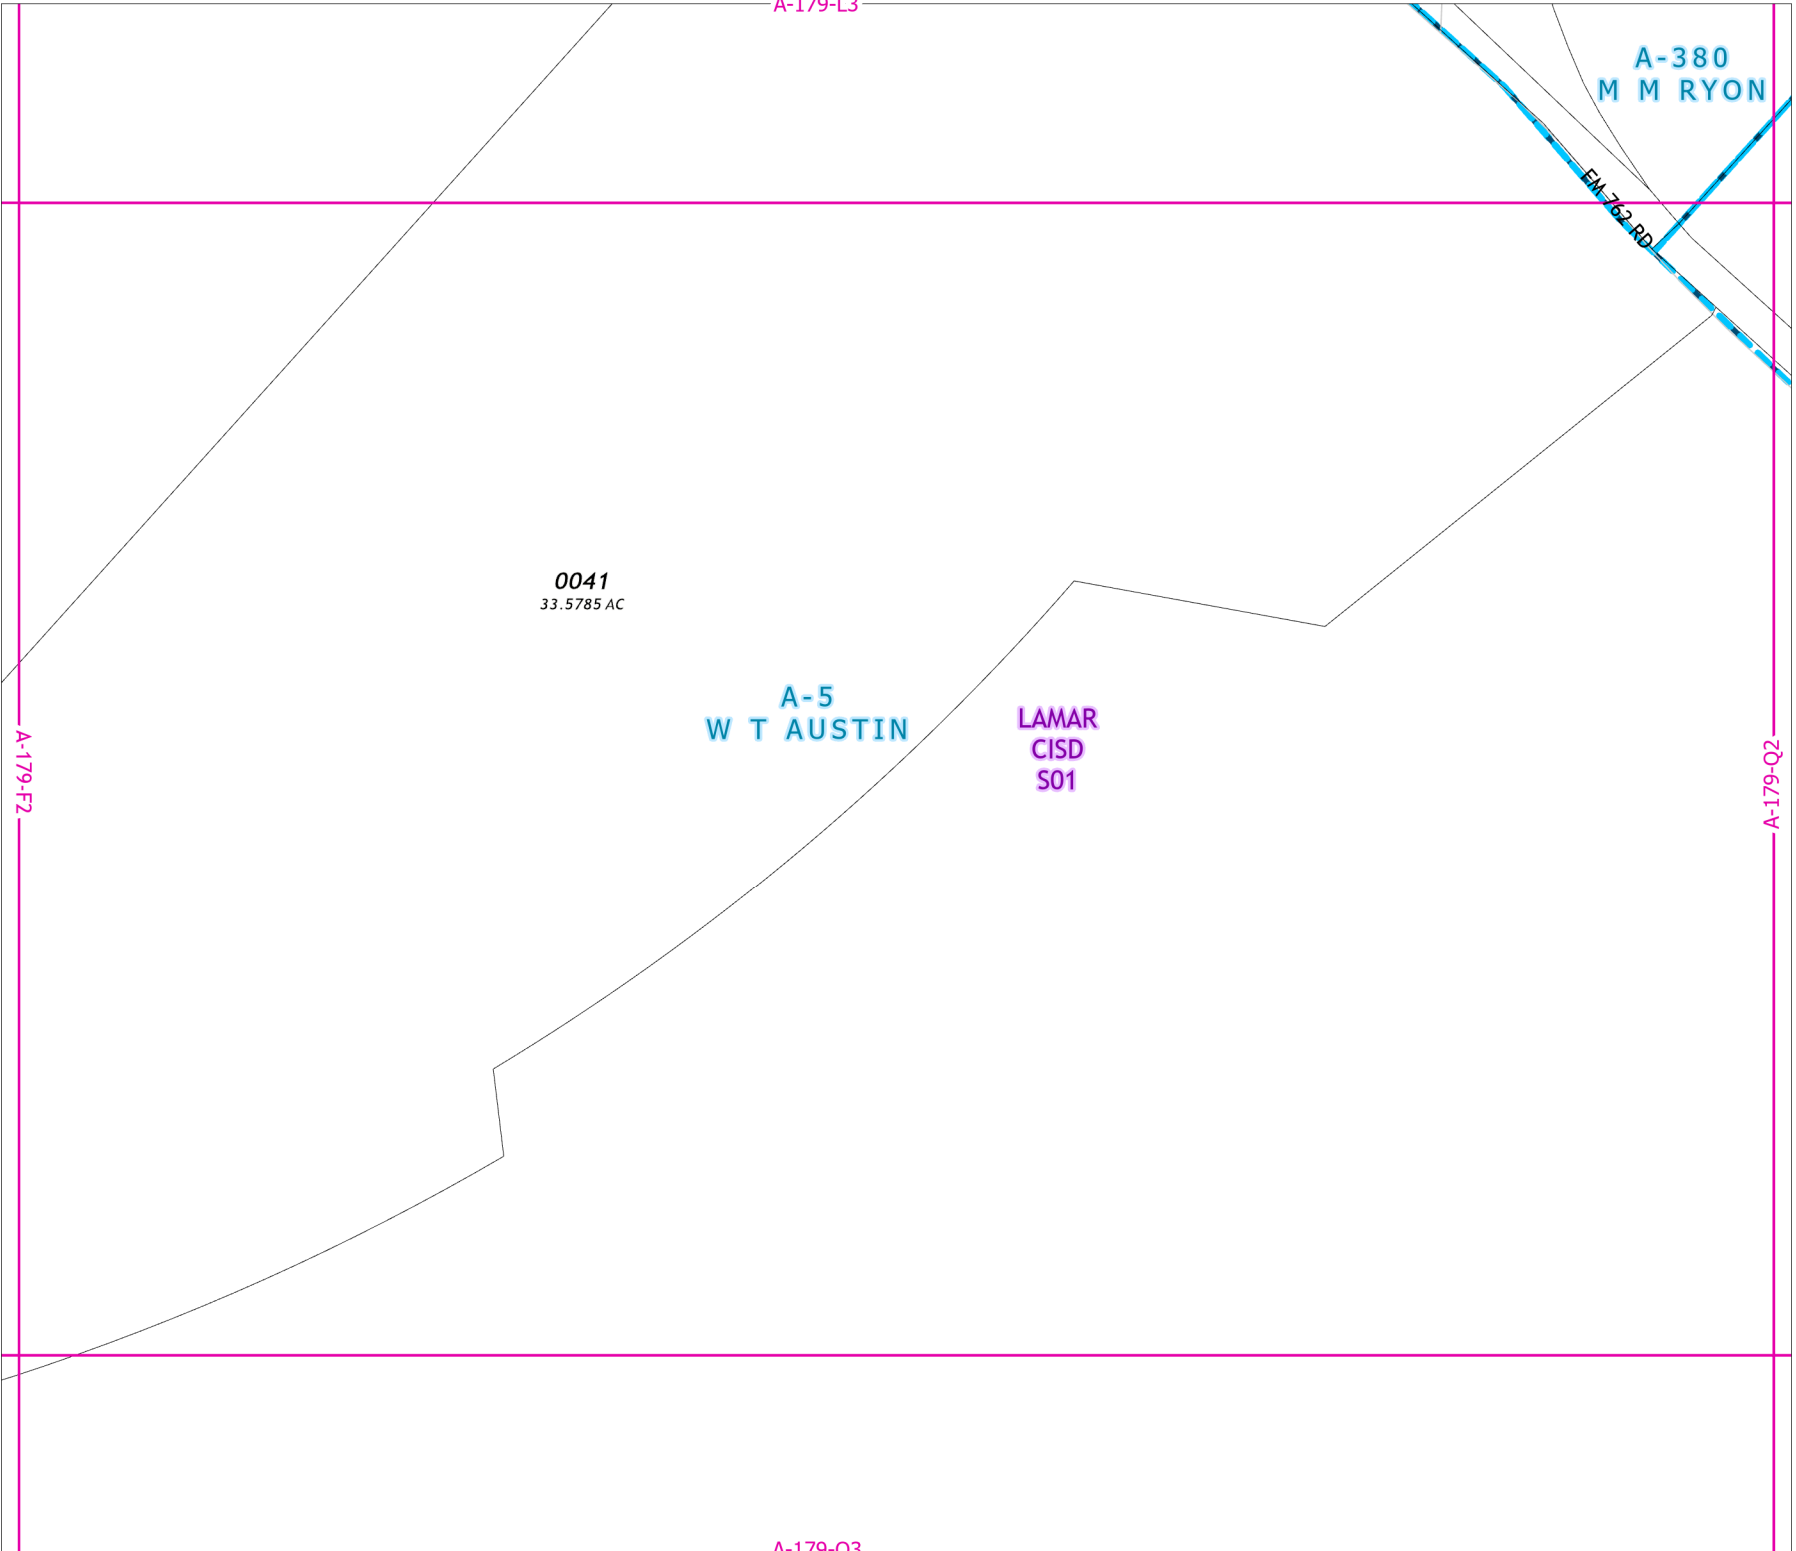 A-179-L3
A-380
M M RYON
FM 762 RD
0041
33.5785 AC
A-5
W T AUSTIN
LAMAR
CISD
S01
A-179-F2
A-179-Q2
A-179-Q3